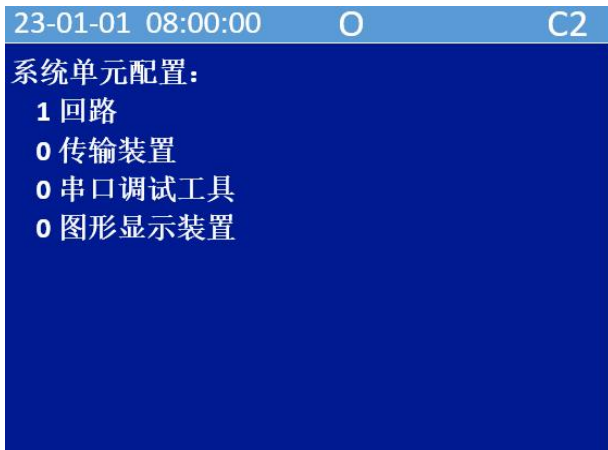 23-01-01 08:00:00 O C2
系统单元配置：
1 回路
0 传输装置
0 串口调试工具
0 图形显示装置